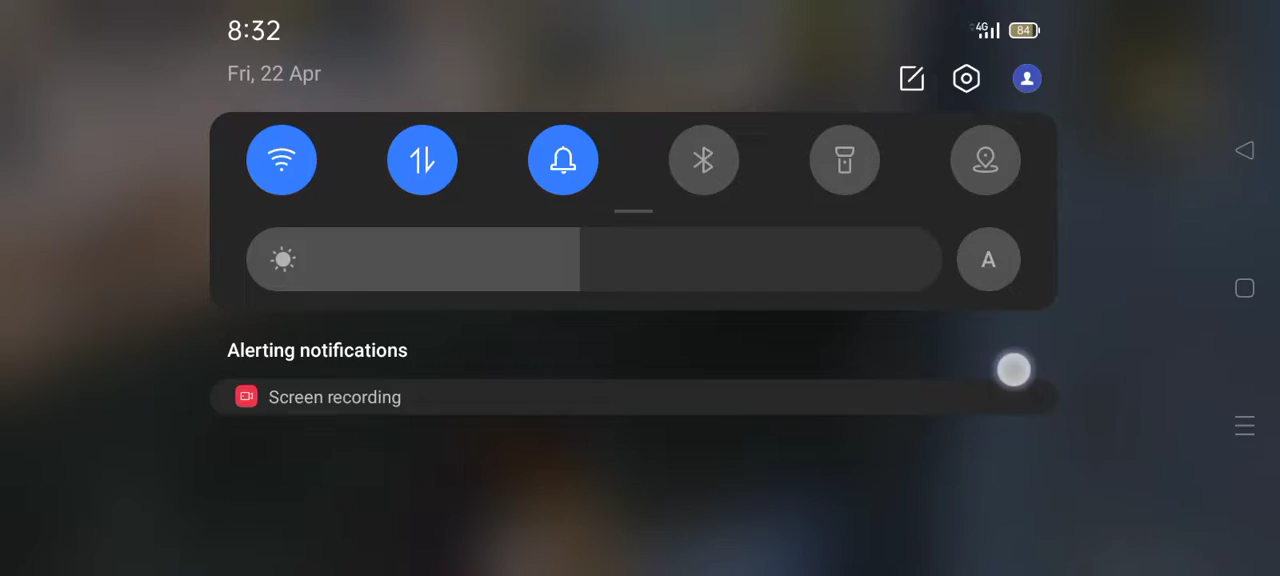 8:32
4G
84
Fri, 22 Apr
A
Alerting notifications
Screen recording